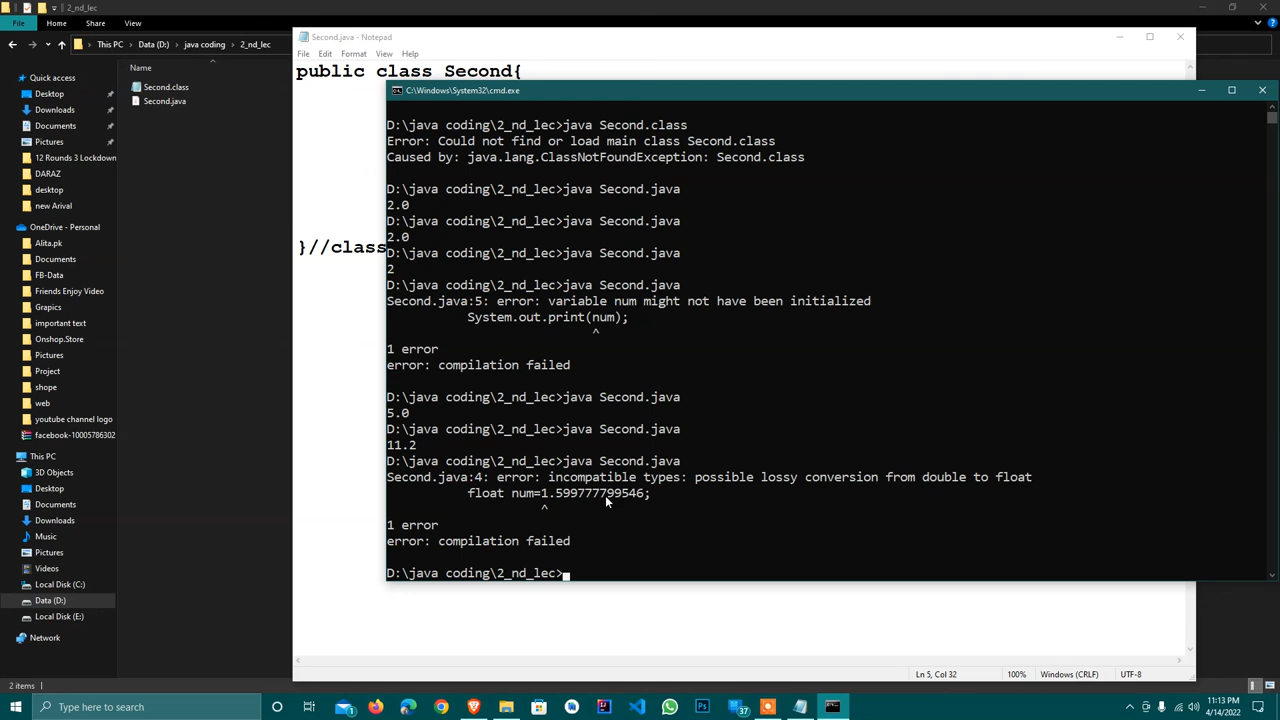 2_nd_lec
File
Home
Share
View
This PC
Data (D:)
java coding
2_nd_lec
Quick access
Desktop
Downloads
Documents
Pictures
12 Rounds 3 Lockdown
DARAZ
desktop
new Arival
OneDrive - Personal
Alita.pk
Documents
FB-Data
Friends Enjoy Video
Grapics
important text
Onshop.Store
Pictures
Project
shope
web
youtube channel logo
facebook-10005786302
This PC
3D Objects
Desktop
Documents
Downloads
Music
Pictures
Videos
Local Disk (C:)
Data (D:)
Local Disk (E:)
Network
2 items
Name
Second.class
Second.java
Second.java - Notepad
File Edit Format View Help
public class Second{
}//class
C:\Windows\System32\cmd.exe
D:\java coding\2_nd_lec>java Second.class
Error: Could not find or load main class Second.class
Caused by: java.lang.ClassNotFoundException: Second.class
D:\java coding\2_nd_lec>java Second.java
2.0
D:\java coding\2_nd_lec>java Second.java
2.0
D:\java coding\2_nd_lec>java Second.java
2
D:\java coding\2_nd_lec>java Second.java
Second.java:5: error: variable num might not have been initialized
System.out.print(num);
^
1 error
error: compilation failed
D:\java coding\2_nd_lec>java Second.java
5.0
D:\java coding\2_nd_lec>java Second.java
11.2
D:\java coding\2_nd_lec>java Second.java
Second.java:4: error: incompatible types: possible lossy conversion from double to float
float num=1.599777799546;
^
1 error
error: compilation failed
D:\java coding\2_nd_lec>
Ln 5, Col 32
100%
Windows (CRLF)
UTF-8
Type here to search
1
37
11:13 PM
4/14/2022